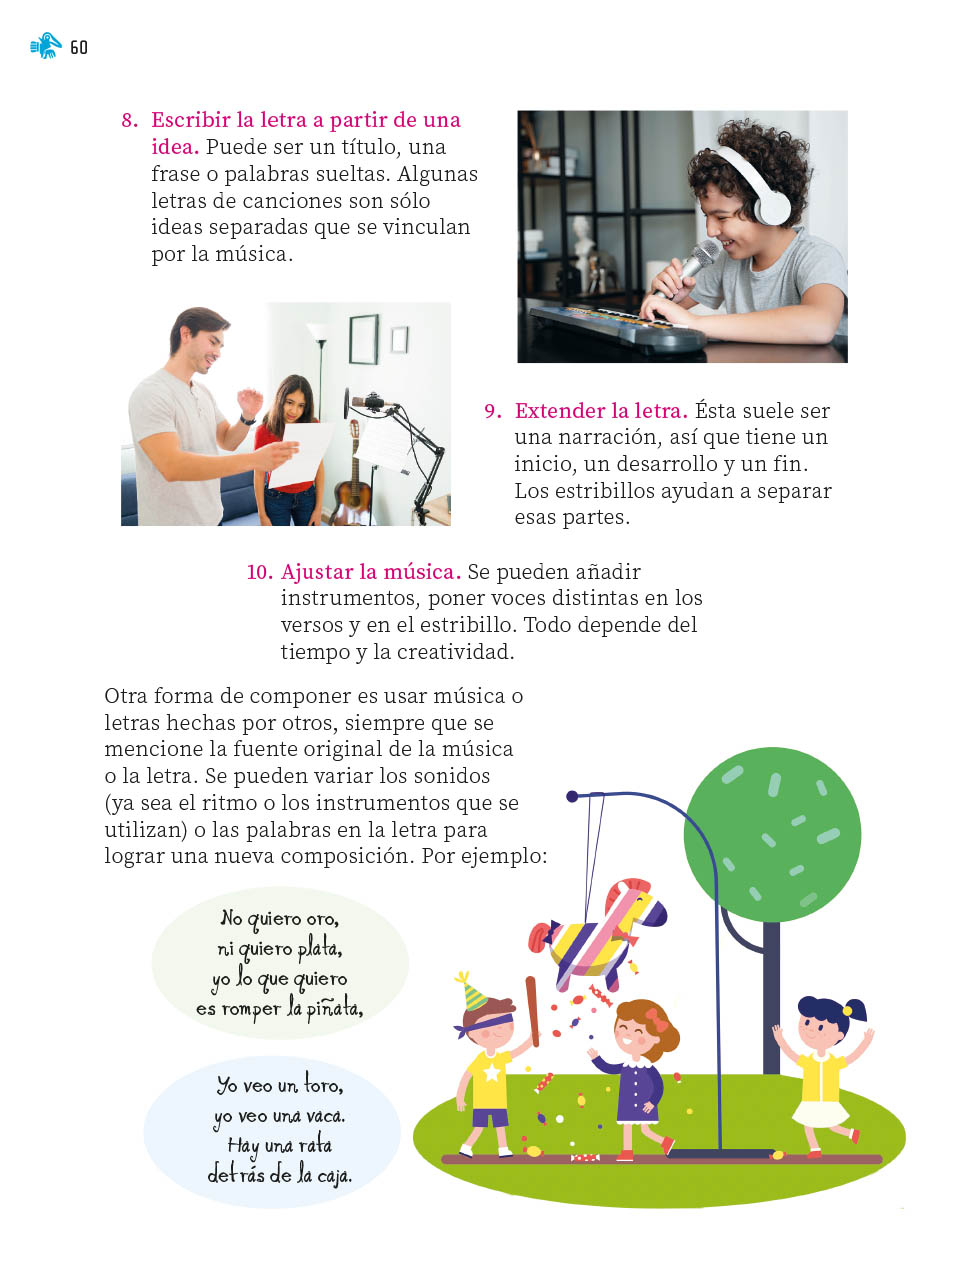 60
8. Escribir la letra a partir de una
idea. Puede ser un título, una
frase o palabras sueltas. Algunas
letras de canciones son sólo
ideas separadas que se vinculan
por la música.
9. Extender la letra. Ésta suele ser
una narración, así que tiene un
inicio, un desarrollo y un fin.
Los estribillos ayudan a separar
esas partes.
10. Ajustar la música. Se pueden añadir
instrumentos, poner voces distintas en los
versos y en el estribillo. Todo depende del
tiempo y la creatividad.
Otra forma de componer es usar música o
letras hechas por otros, siempre que se
mencione la fuente original de la música
o la letra. Se pueden variar los sonidos
(ya sea el ritmo o los instrumentos que se
utilizan) o las palabras en la letra para
lograr una nueva composición. Por ejemplo:
No quiero oro,
ni quiero plata,
yo lo que quiero
es romper la piñata,
Yo veo un toro,
yo veo una vaca.
Hay una rata
detrás de la caja.